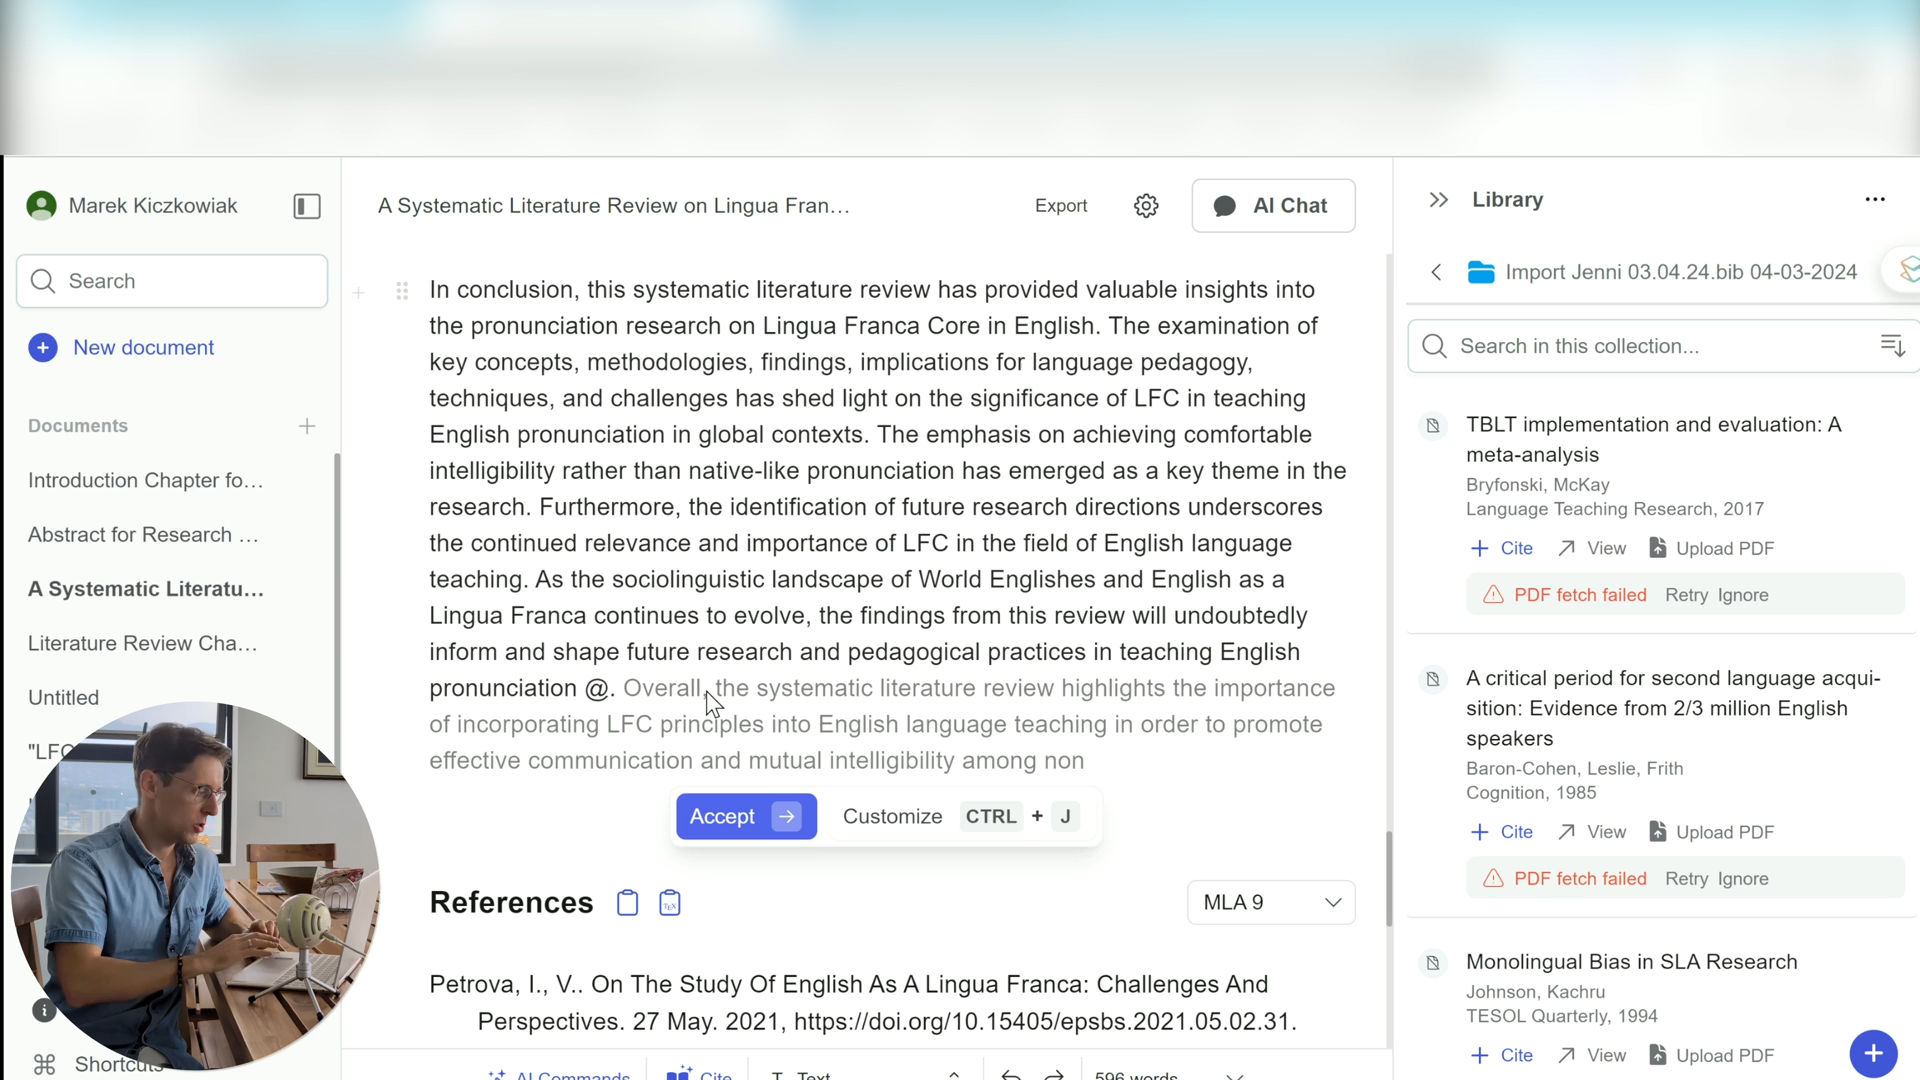 Marek Kiczkowiak
Search
New document
Documents
Introduction Chapter fo...
Abstract for Research ...
A Systematic Literatu...
Literature Review Cha...
Untitled
"LFC
Shortcuts
A Systematic Literature Review on Lingua Fran...
Export
AI Chat
In conclusion, this systematic literature review has provided valuable insights into
the pronunciation research on Lingua Franca Core in English. The examination of
key concepts, methodologies, findings, implications for language pedagogy,
techniques, and challenges has shed light on the significance of LFC in teaching
English pronunciation in global contexts. The emphasis on achieving comfortable
intelligibility rather than native-like pronunciation has emerged as a key theme in the
research. Furthermore, the identification of future research directions underscores
the continued relevance and importance of LFC in the field of English language
teaching. As the sociolinguistic landscape of World Englishes and English as a
Lingua Franca continues to evolve, the findings from this review will undoubtedly
inform and shape future research and pedagogical practices in teaching English
pronunciation @. Overall, the systematic literature review highlights the importance
of incorporating LFC principles into English language teaching in order to promote
effective communication and mutual intelligibility among non
Accept → Customize CTRL + J
References
TEX
MLA 9
Petrova, I., V.. On The Study Of English As A Lingua Franca: Challenges And
Perspectives. 27 May. 2021, https://doi.org/10.15405/epsbs.2021.05.02.31.
AI Commands Cite T Text 596 words
Library
Import Jenni 03.04.24.bib 04-03-2024
Search in this collection...
TBLT implementation and evaluation: A
meta-analysis
Bryfonski, McKay
Language Teaching Research, 2017
+ Cite View Upload PDF
PDF fetch failed Retry Ignore
A critical period for second language acqui-
sition: Evidence from 2/3 million English
speakers
Baron-Cohen, Leslie, Frith
Cognition, 1985
+ Cite View Upload PDF
PDF fetch failed Retry Ignore
Monolingual Bias in SLA Research
Johnson, Kachru
TESOL Quarterly, 1994
+ Cite View Upload PDF